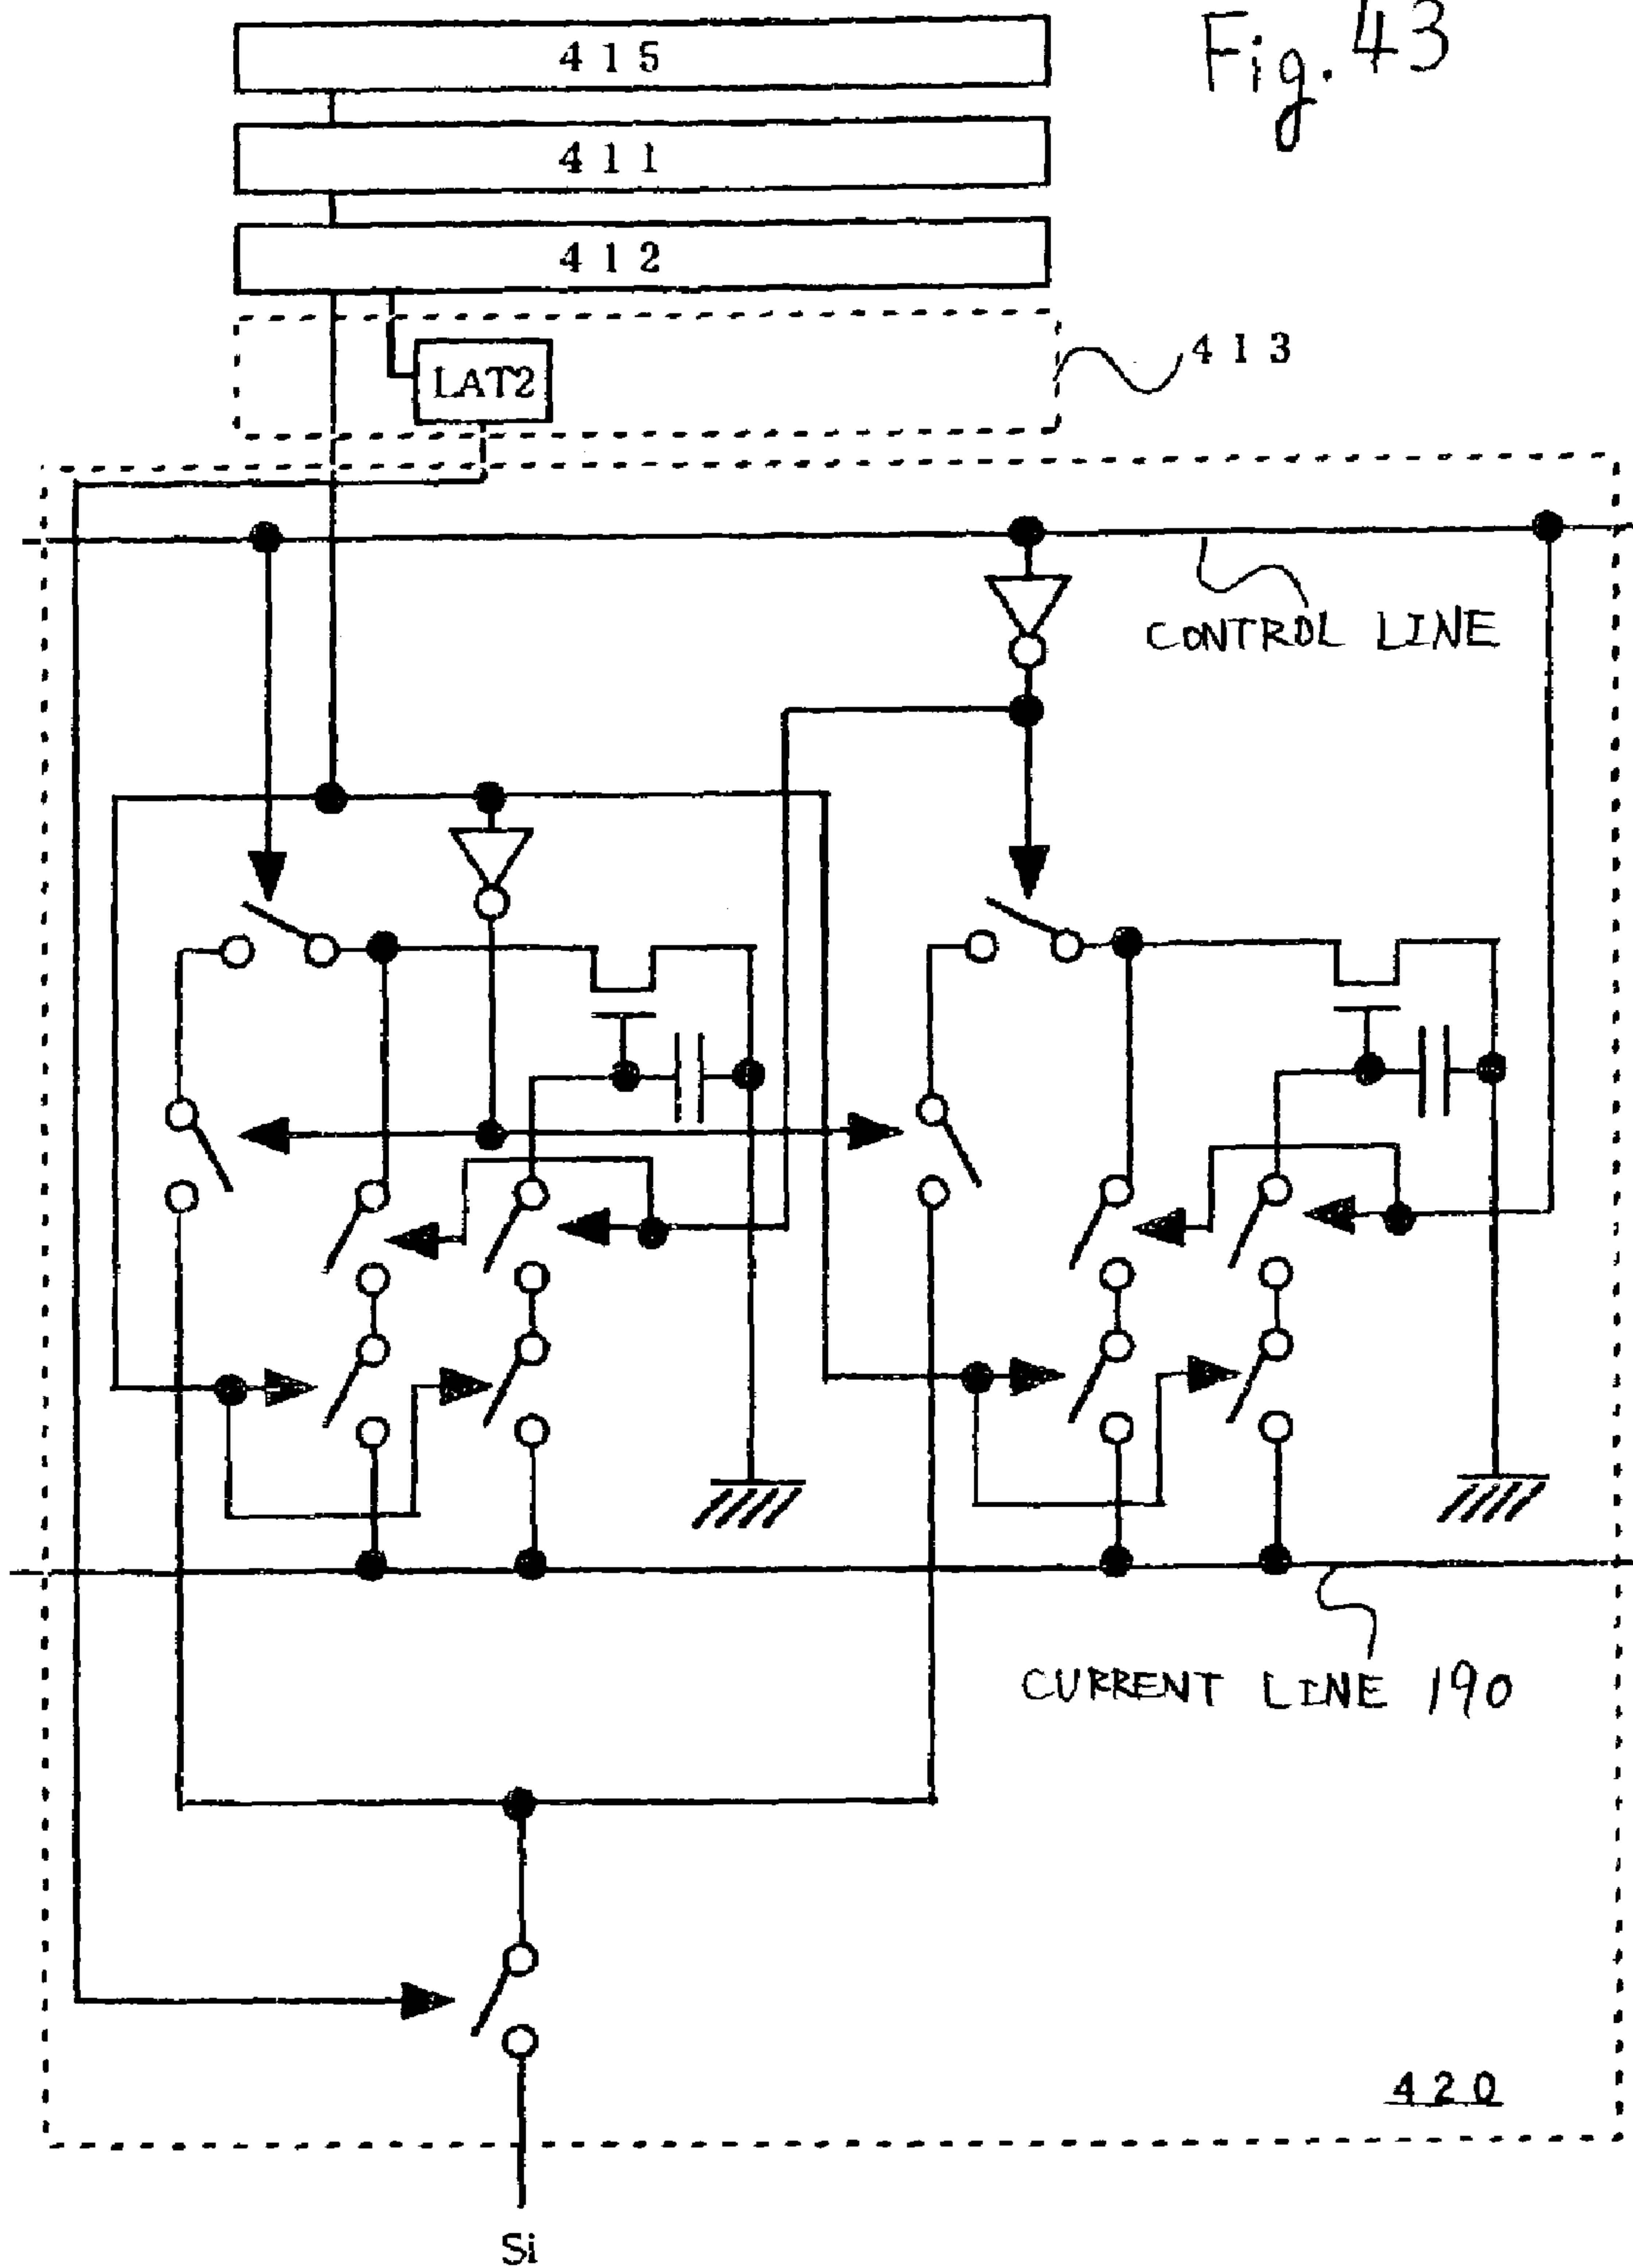 Fig. 43
415
411
412
413
LAT2
CONTROL LINE
CURRENT LINE 190
420
Si